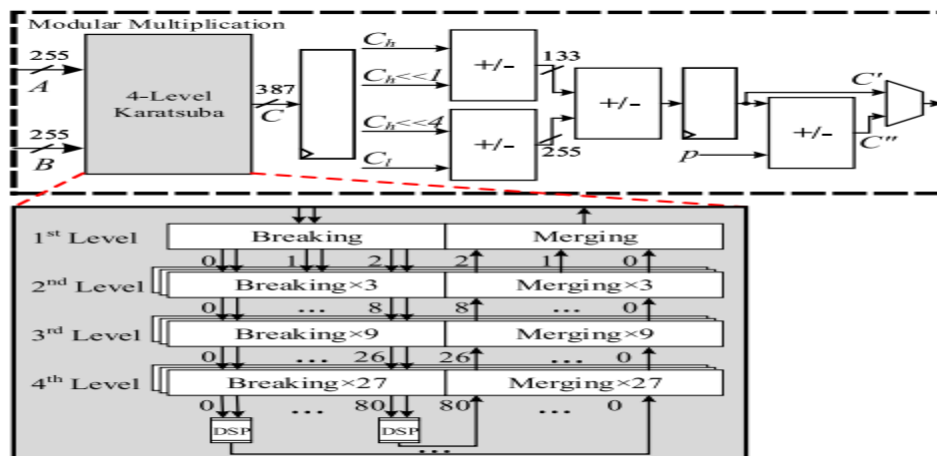 Modular Multiplication
255
A
255
B
4-Level
Karatsuba
387
C
C_h
C_h<<1
C_h<<4
C_l
+/-
+/-
133
255
+/-
p
+/-
C'
C''
1st Level Breaking Merging
0 1 2 2 1 0
2nd Level Breaking×3 Merging×3
0 ... 8 8 ... 0
3rd Level Breaking×9 Merging×9
0 ... 26 26 ... 0
4th Level Breaking×27 Merging×27
0 ... 80 80 ... 0
DSP DSP ...